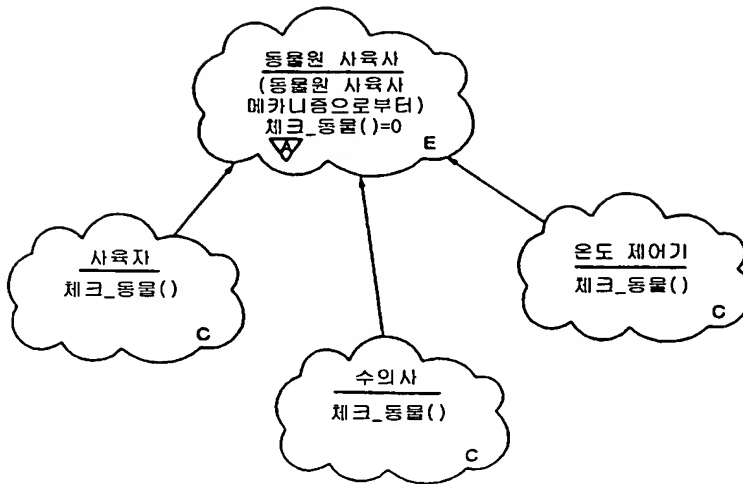 동물원 사육사
(동물원 사육사
메카니즘으로부터)
체크_동물()=0
A
E
사육자
체크_동물()
C
온도 제어기
체크_동물()
C
수의사
체크_동물()
C